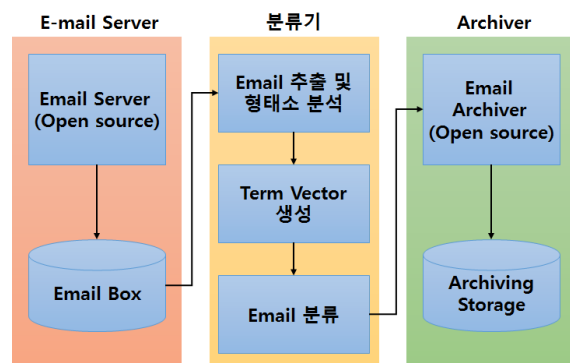 E-mail Server
분류기
Archiver
Email Server
(Open source)
Email Box
Email 추출 및
형태소 분석
Term Vector
생성
Email 분류
Email
Archiver
(Open source)
Archiving
Storage